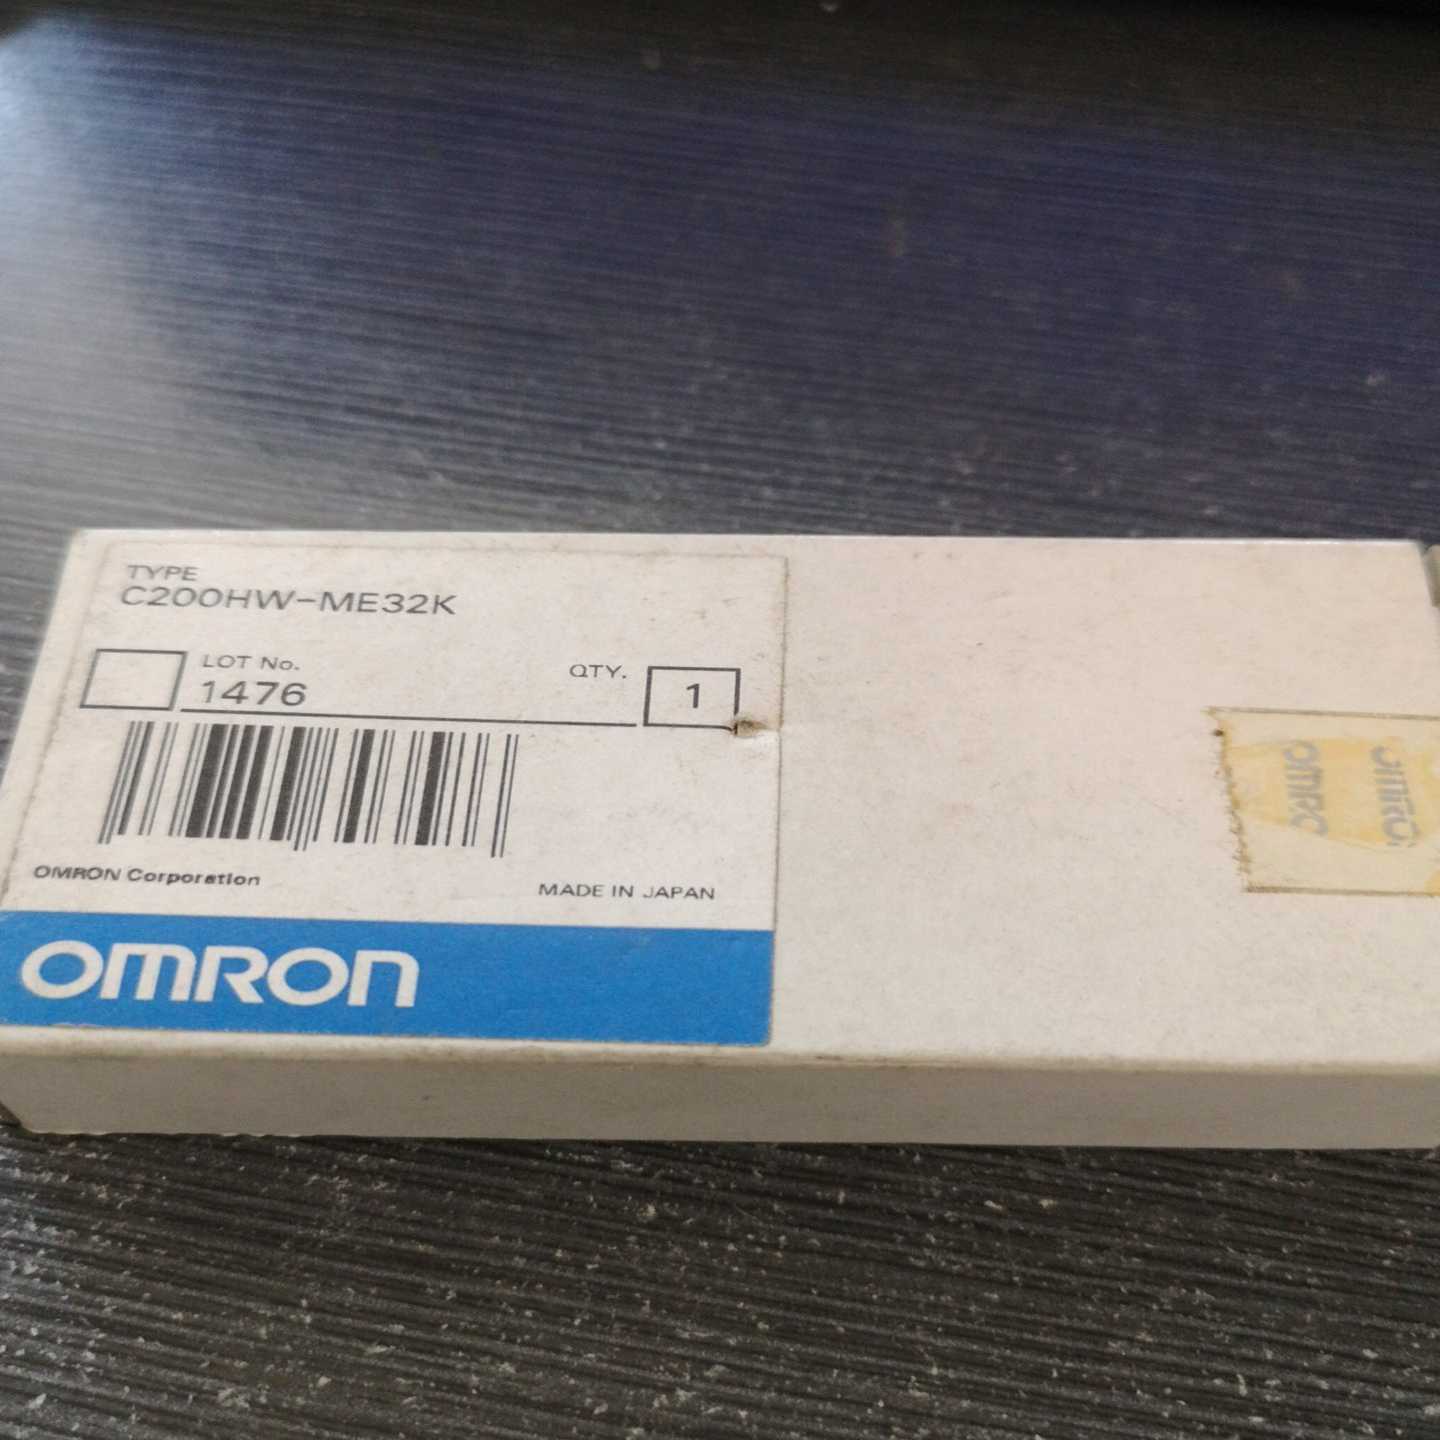 TYPE
C200HW-ME32K
LOT No.
1476
QTY.
1
OMRON Corporation
MADE IN JAPAN
OMRON